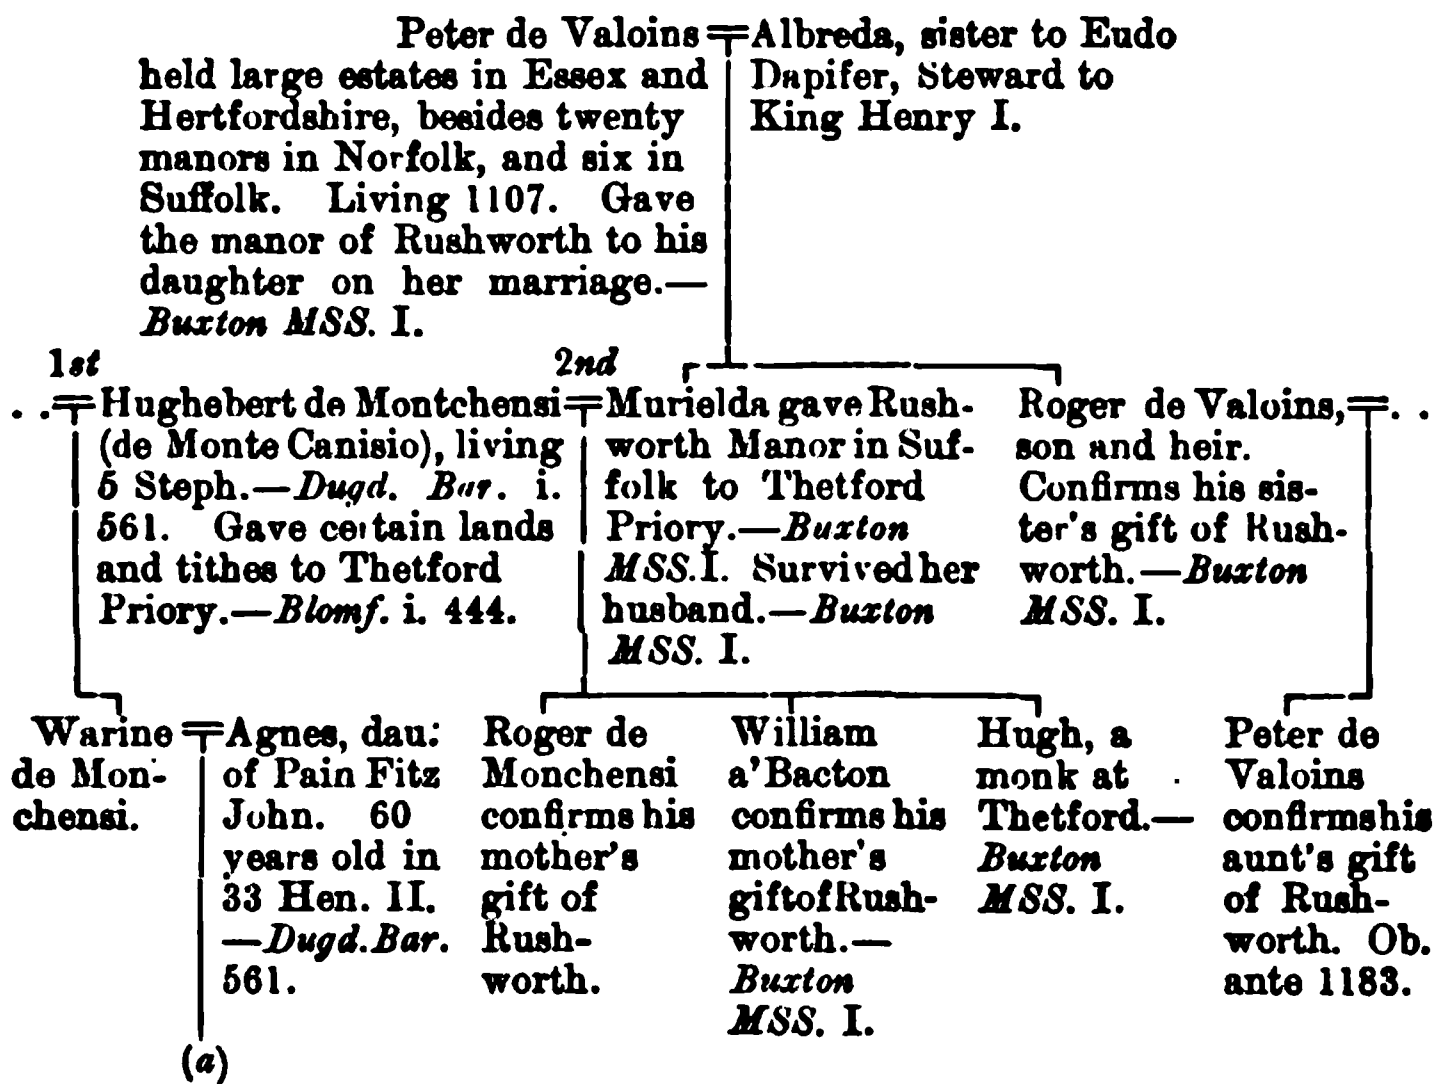 Peter de Valoins
held large estates in Essex and
Hertfordshire, besides twenty
manors in Norfolk, and six in
Suffolk. Living 1107. Gave
the manor of Rushworth to his
daughter on her marriage.—
Buxton MSS. I.
Albreda, sister to Eudo
Dapifer, Steward to
King Henry I.
1st
2nd
. . Hughebert de Montchensi
(de Monte Canisio), living
5 Steph.—Dugd. Bar. i.
561. Gave certain lands
and tithes to Thetford
Priory.—Blomf. i. 444.
Murielda gave Rush-
worth Manor in Suf-
folk to Thetford
Priory.—Buxton
MSS. I. Survived her
husband.—Buxton
MSS. I.
Roger de Valoins, . .
son and heir.
Confirms his sis-
ter's gift of Rush-
worth.—Buxton
MSS. I.
Warine
de Mon-
chensi.
Agnes, dau:
of Pain Fitz
John. 60
years old in
33 Hen. II.
—Dugd. Bar.
561.
Roger de
Monchensi
confirms his
mother's
gift of
Rush-
worth.
William
a'Bacton
confirms his
mother's
gift of Rush-
worth.—
Buxton
MSS. I.
Hugh, a
monk at
Thetford.—
Buxton
MSS. I.
Peter de
Valoins
confirms his
aunt's gift
of Rush-
worth. Ob.
ante 1183.
(a)